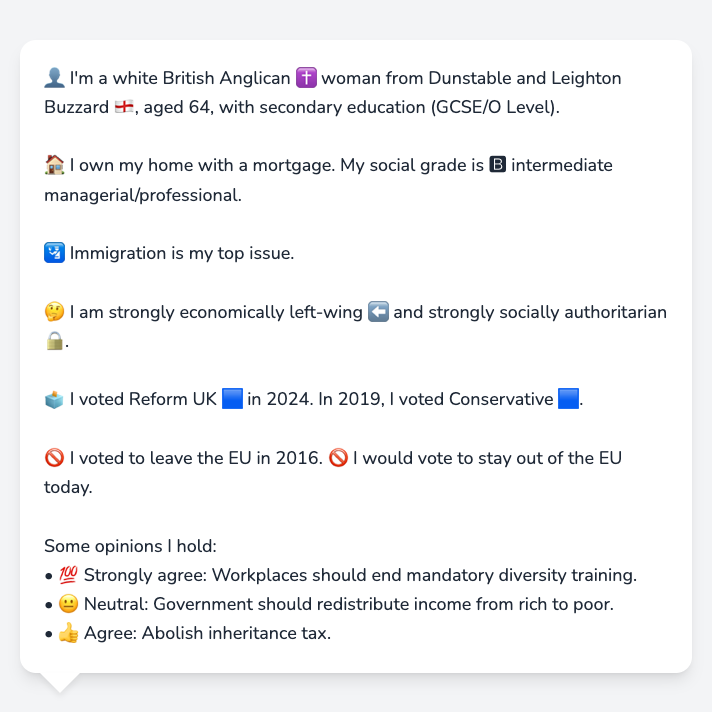 👤 I'm a white British Anglican ✝️ woman from Dunstable and Leighton
Buzzard 🏴󠁧󠁢󠁥󠁮󠁧󠁿, aged 64, with secondary education (GCSE/O Level).
🏠 I own my home with a mortgage. My social grade is 🅱 intermediate
managerial/professional.
🛂 Immigration is my top issue.
🤔 I am strongly economically left-wing ⬅️ and strongly socially authoritarian
🔒.
🗳️ I voted Reform UK 🟦 in 2024. In 2019, I voted Conservative 🟦.
🚫 I voted to leave the EU in 2016. 🚫 I would vote to stay out of the EU
today.
Some opinions I hold:
• 💯 Strongly agree: Workplaces should end mandatory diversity training.
• 😐 Neutral: Government should redistribute income from rich to poor.
• 👍 Agree: Abolish inheritance tax.